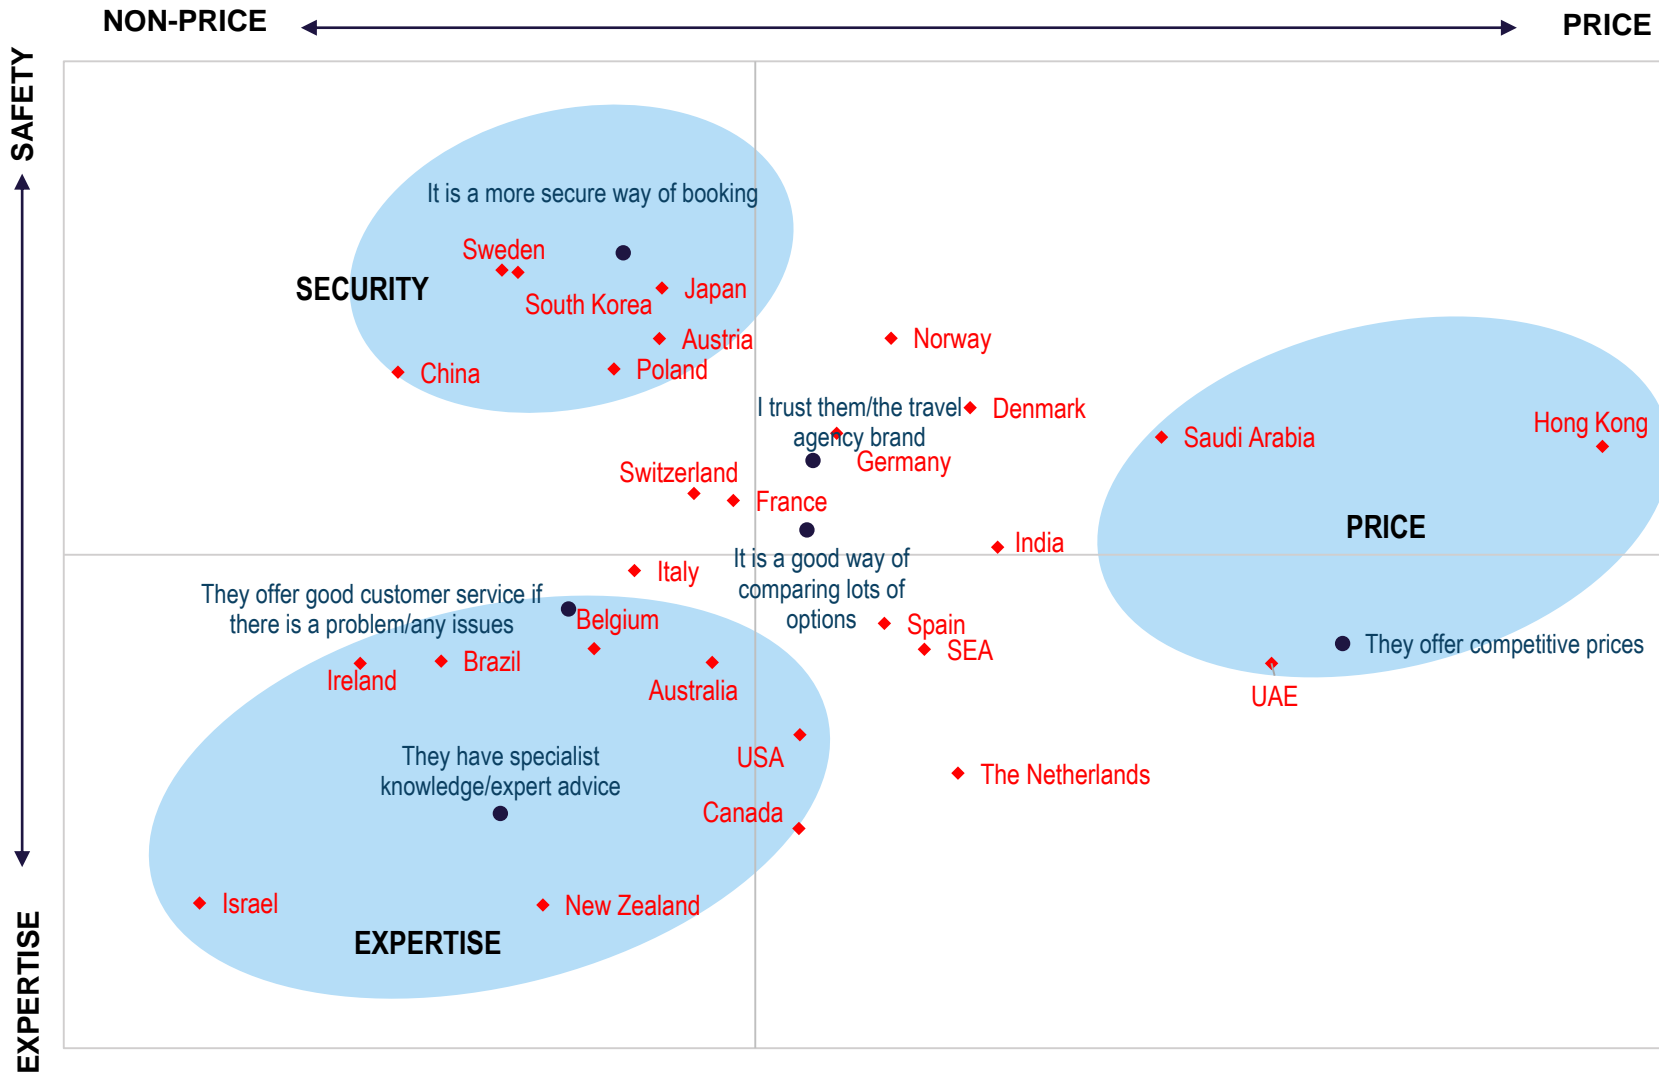 NON-PRICE
PRICE
SAFETY
It is a more secure way of booking
Sweden
SECURITY
Japan
South Korea
Austria
Norway
China
Poland
I trust them/the travel
agency brand
Denmark
Saudi Arabia
Hong Kong
Germany
Switzerland
France
PRICE
India
It is a good way of
comparing lots of
options
Italy
They offer good customer service if
there is a problem/any issues
Belgium
Spain
SEA
They offer competitive prices
Ireland
Brazil
Australia
UAE
They have specialist
knowledge/expert advice
USA
The Netherlands
Canada
Israel
New Zealand
EXPERTISE
EXPERTISE